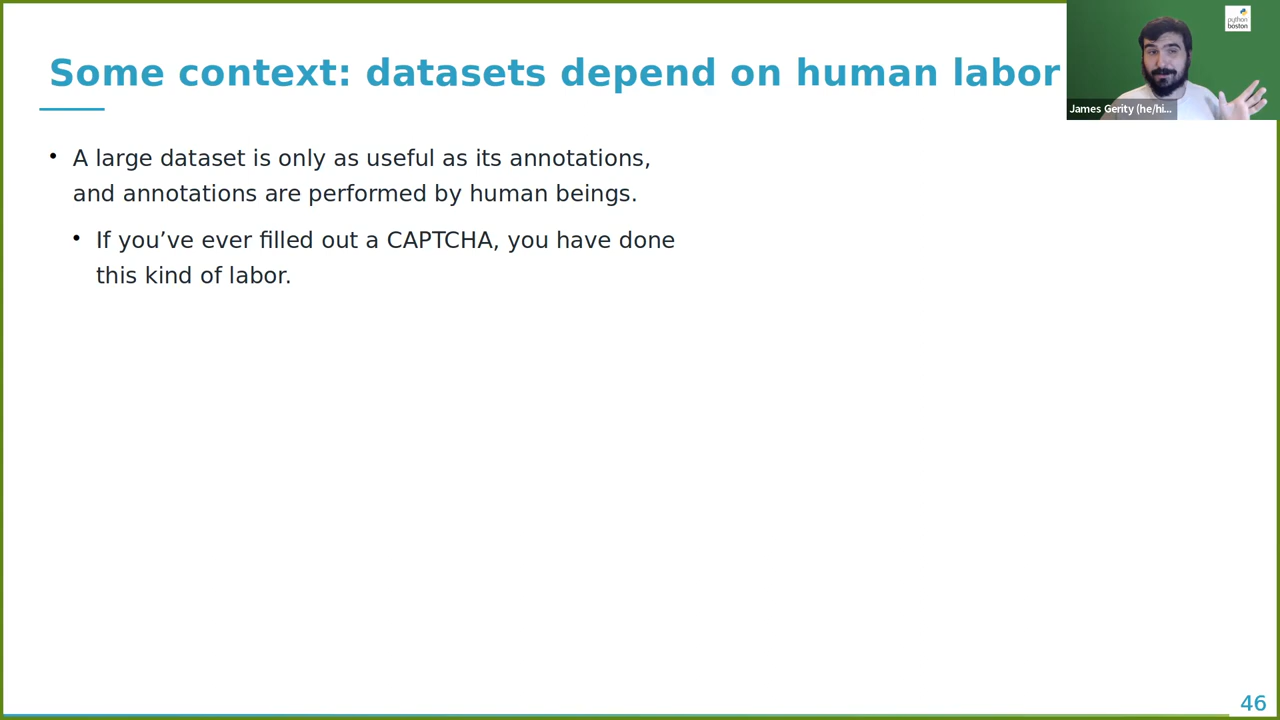 Some context: datasets depend on human labor
python
boston
James Gerity (he/hi...
• A large dataset is only as useful as its annotations,
and annotations are performed by human beings.
• If you’ve ever filled out a CAPTCHA, you have done
this kind of labor.
46